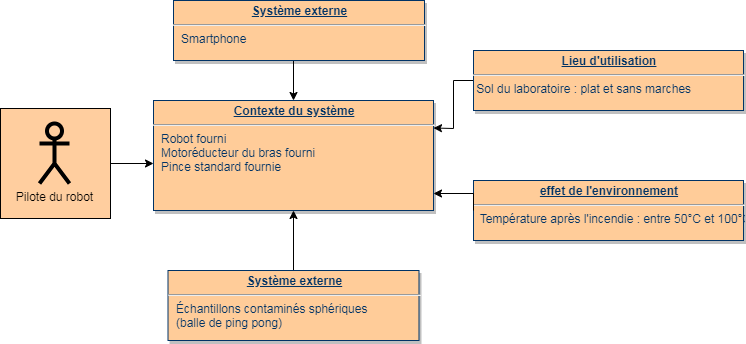 Système externe
Smartphone
Lieu d'utilisation
Sol du laboratoire : plat et sans marches
Contexte du système
Robot fourni
Motoréducteur du bras fourni
Pince standard fournie
Pilote du robot
effet de l'environnement
Température après l'incendie : entre 50°C et 100°
Système externe
Échantillons contaminés sphériques
(balle de ping pong)